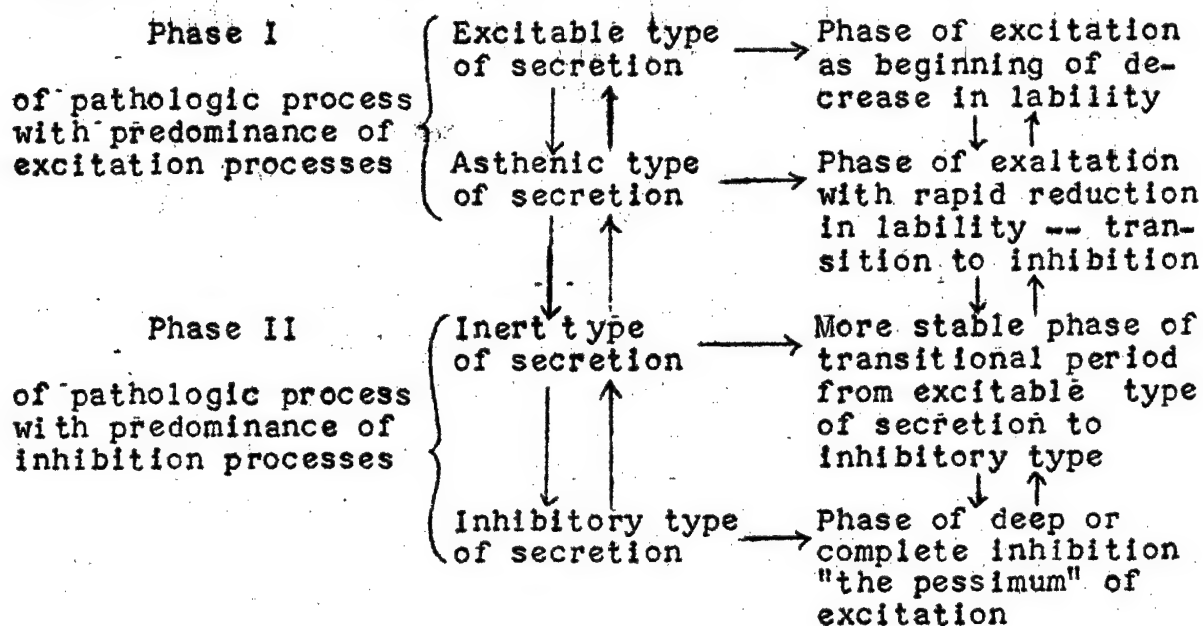 Phase I
of pathologic process
with predominance of
excitation processes
Excitable type
of secretion
Phase of excitation
as beginning of de-
crease in lability
Asthenic type
of secretion
Phase of exaltation
with rapid reduction
in lability -- tran-
sition to inhibition
Phase II
of pathologic process
with predominance of
inhibition processes
Inert type
of secretion
More stable phase of
transitional period
from excitable type
of secretion to
inhibitory type
Inhibitory type
of secretion
Phase of deep or
complete inhibition
"the pessimum" of
excitation